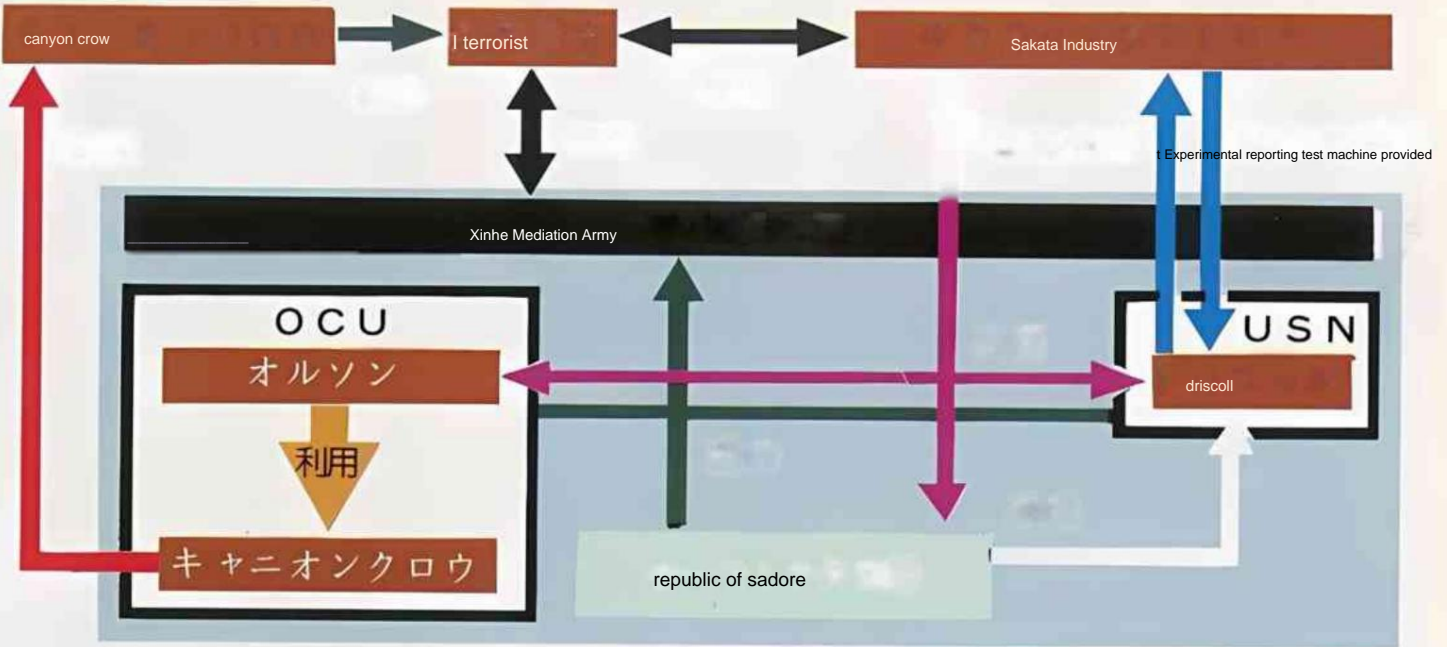 canyon crow
l terrorist
Sakata Industry
t Experimental reporting test machine provided
Xinhe Mediation Army
OCU
USN
オルソン
driscoll
利用
キャニオンクロウ
republic of sadore